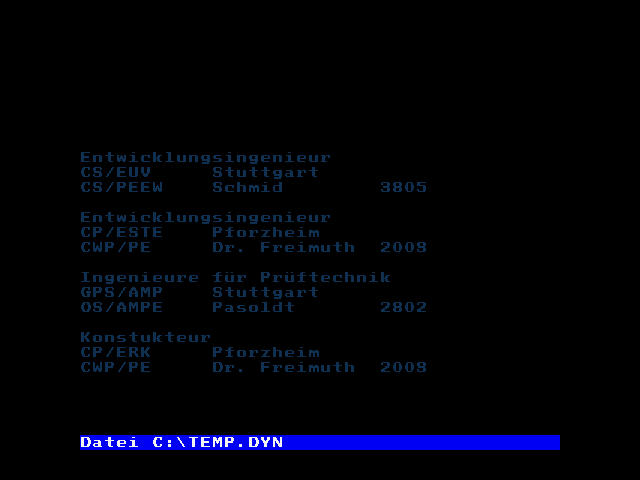 Entwicklungsingenieur
CS/EUV Stuttgart
CS/PEEW Schmid 3805
Entwicklungsingenieur
CP/ESTE Pforzheim
CWP/PE Dr. Freimuth 2008
Ingenieure für Prüftechnik
GPS/AMP Stuttgart
OS/AMPE Pasoldt 2802
Konstukteur
CP/ERK Pforzheim
CWP/PE Dr. Freimuth 2008
Datei C:\TEMP.DYN